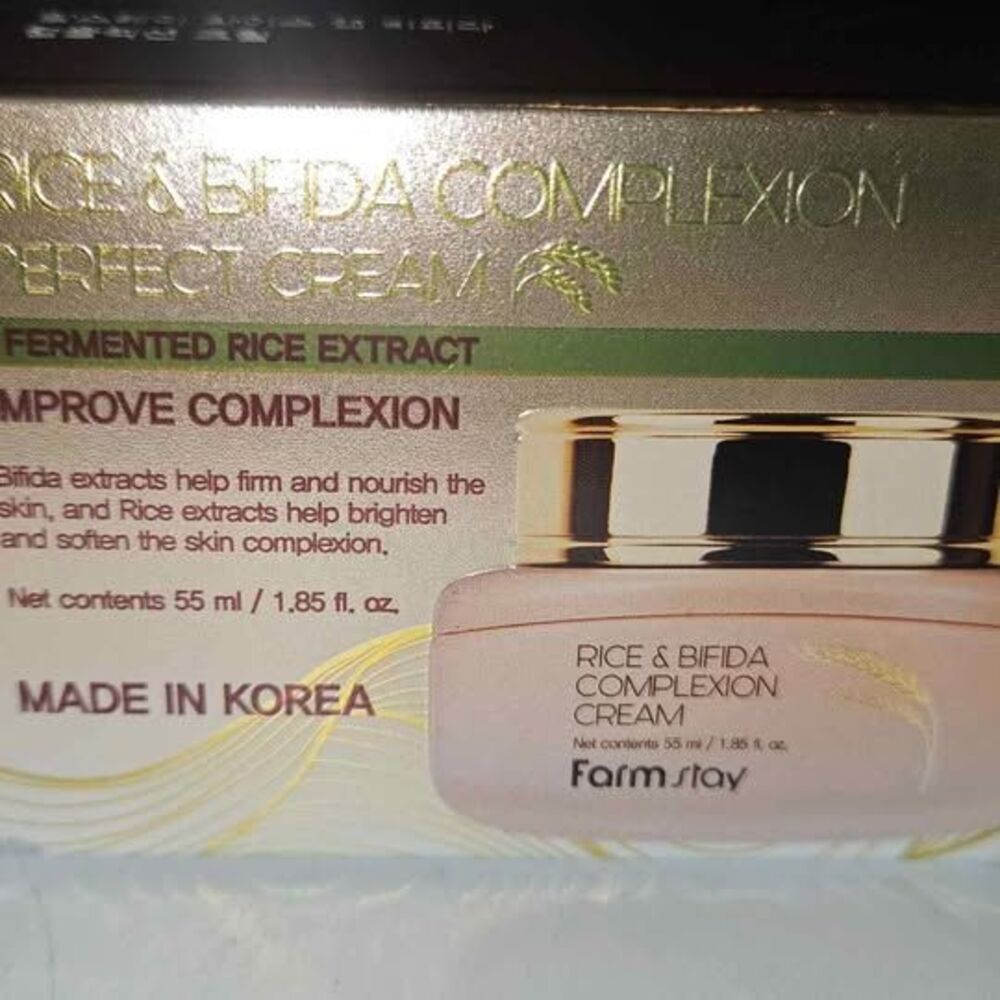 RICE & BIFIDA COMPLEXION
PERFECT CREAM
FERMENTED RICE EXTRACT
IMPROVE COMPLEXION
Bifida extracts help firm and nourish the
skin, and Rice extracts help brighten
and soften the skin complexion.
Net contents 55 ml / 1.85 fl. oz.
MADE IN KOREA
RICE & BIFIDA
COMPLEXION
CREAM
Net contents 55 ml / 1.85 fl. oz.
Farmstay